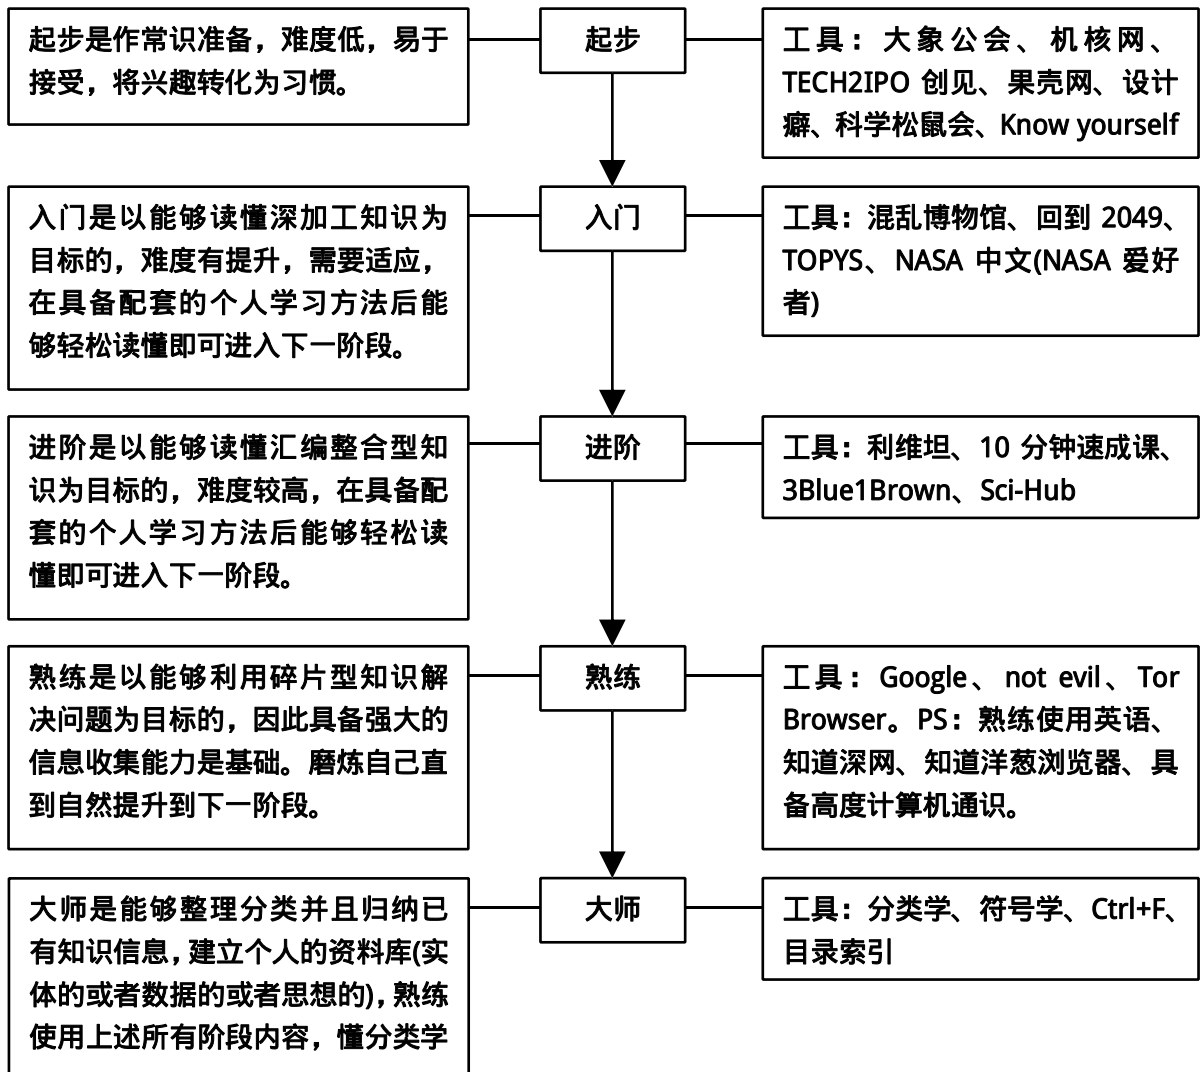 起步是作常识准备，难度低，易于
接受，将兴趣转化为习惯。
起步
工具：大象公会、机核网、
TECH2IPO 创见、果壳网、设计
癖、科学松鼠会、Know yourself
入门是以能够读懂深加工知识为
目标的，难度有提升，需要适应，
在具备配套的个人学习方法后能
够轻松读懂即可进入下一阶段。
入门
工具：混乱博物馆、回到 2049、
TOPYS、NASA 中文(NASA 爱好
者)
进阶是以能够读懂汇编整合型知
识为目标的，难度较高，在具备配
套的个人学习方法后能够轻松读
懂即可进入下一阶段。
进阶
工具：利维坦、10 分钟速成课、
3Blue1Brown、Sci-Hub
熟练是以能够利用碎片型知识解
决问题为目标的，因此具备强大的
信息收集能力是基础。磨炼自己直
到自然提升到下一阶段。
熟练
工具：Google、not evil、Tor
Browser。PS：熟练使用英语、
知道深网、知道洋葱浏览器、具
备高度计算机通识。
大师是能够整理分类并且归纳已
有知识信息，建立个人的资料库(实
体的或者数据的或者思想的)，熟练
使用上述所有阶段内容，懂分类学
大师
工具：分类学、符号学、Ctrl+F、
目录索引